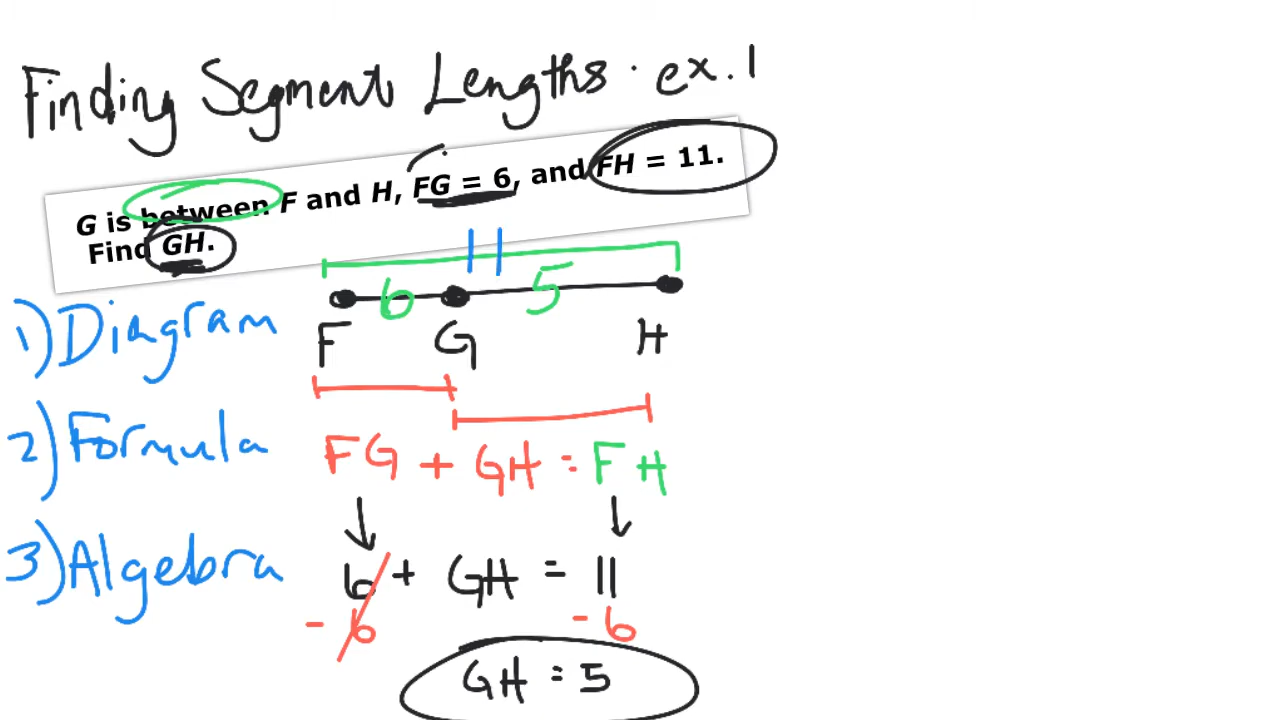 Finding Segment Lengths · ex. 1
G is between F and H, FG = 6, and FH = 11.
Find GH.
11
6 5
1) Diagram
F G H
2) Formula
FG + GH = FH
3) Algebra
6 + GH = 11
- 6 - 6
GH = 5